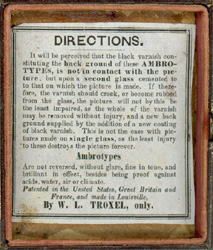 DIRECTIONS.
It will be perceived that the black varnish con-
stituting the back ground of these AMBRO-
TYPES, is not in contact with the pic-
ture, but upon a second glass cemented to
to that on which the picture is made. If there-
fore, the varnish should crack, or become rubbed
from the glass, the picture will not by this be
the least impaired, as the whole of the varnish
may be removed without injury, and a new back
ground supplied by the addition of a new coating
of black varnish. This is not the case with pic-
tures made on single glass, as the least injury
to these destroys the picture forever.
Ambrotypes
Are not reversed, without glare, fine in tone, and
brilliant in effect, besides being proof against
acids, water, air or climate.
Patented in the United States, Great Britain and
France, and made in Louisville,
By W. L. TROXEL, only.